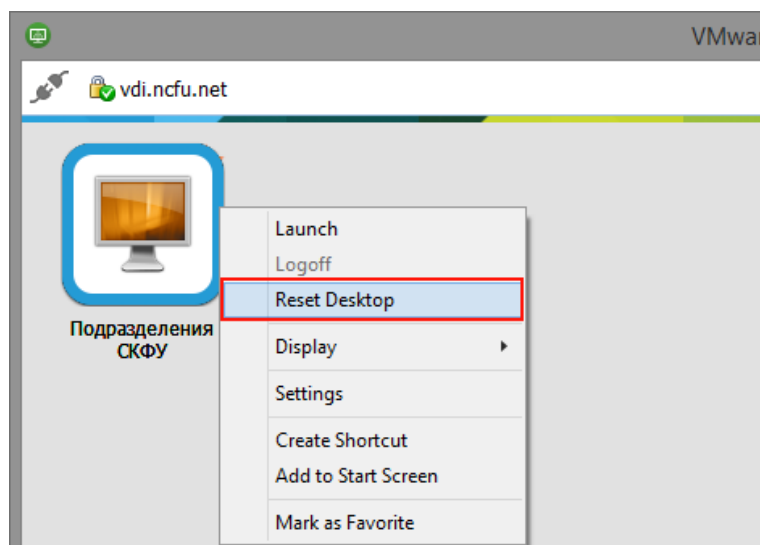 VMwar
vdi.ncfu.net
Подразделения
СКФУ
Launch
Logoff
Reset Desktop
Display
Settings
Create Shortcut
Add to Start Screen
Mark as Favorite